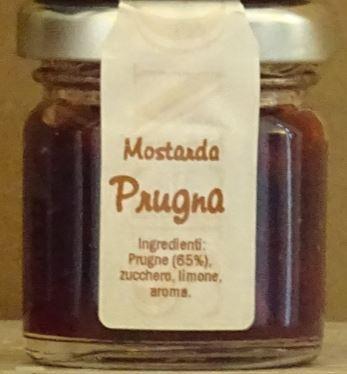 Mostarda
Prugna
Ingredienti:
Prugne (65%),
zucchero, limone,
aroma.